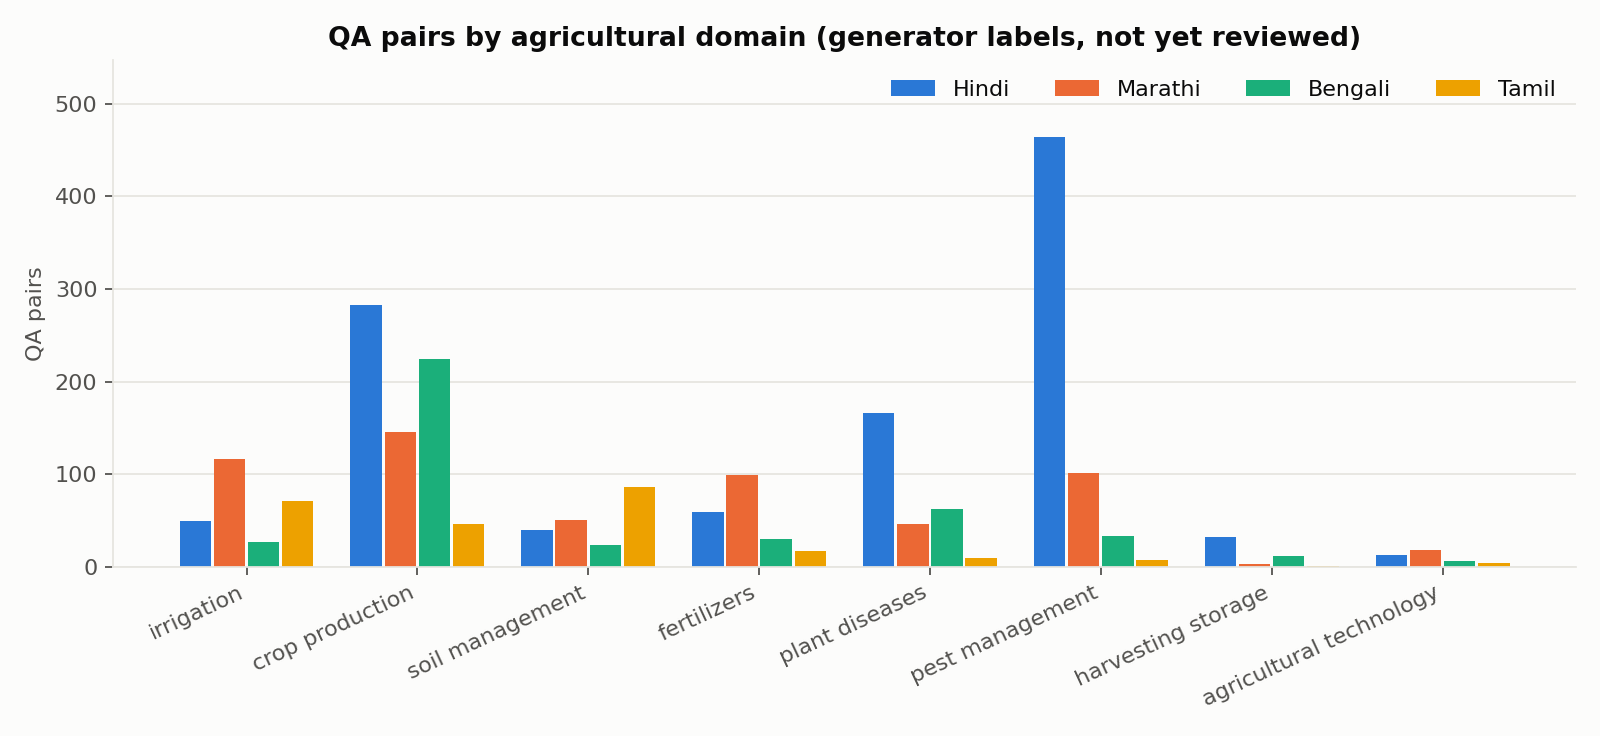 QA pairs by agricultural domain (generator labels, not yet reviewed)
Hindi Marathi Bengali Tamil
500
400
300
200
100
0
QA pairs
irrigation
crop production
soil management
fertilizers
plant diseases
pest management
harvesting storage
agricultural technology